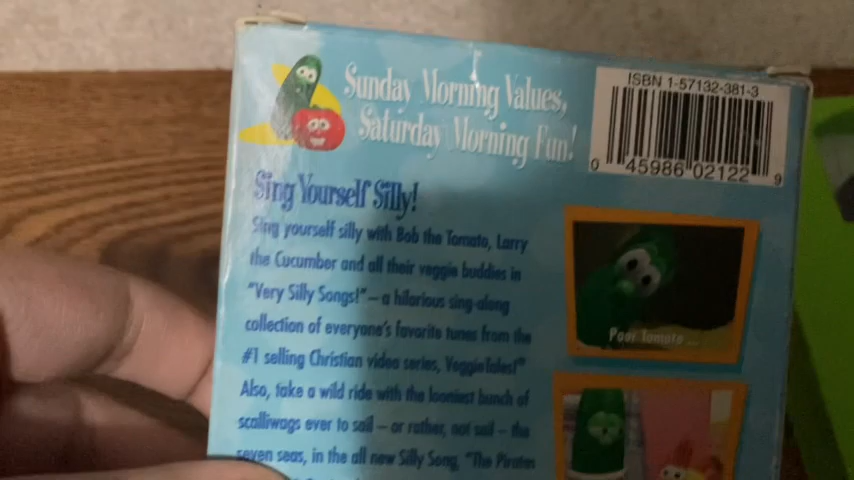 Sunday Morning Values,
Saturday Morning Fun!
ISBN 1-57132-381-3
0 45986 02122 9
Sing Yourself Silly!
Sing yourself silly with Bob the Tomato, Larry
the Cucumber and all their veggie buddies in
"Very Silly Songs!" – a hilarious sing-along
collection of everyone's favorite tunes from the
#1 selling Christian video series, VeggieTales!
Also, take a wild ride with the looniest bunch of
scalliwags ever to sail – or rather, not sail – the
seven seas, in the all new Silly Song, "The Pirates
Poor Tomato ...